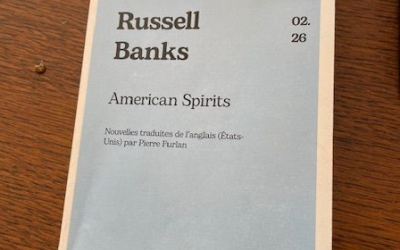 Russell
Banks
02.
26
American Spirits
Nouvelles traduites de l'anglais (États-
Unis) par Pierre Furlan